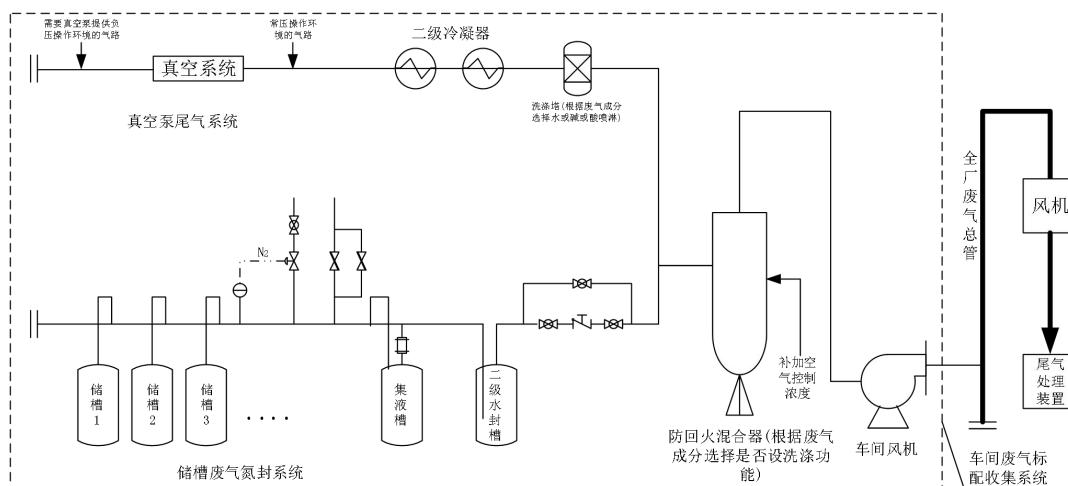 需要真空泵提供负
压操作环境的气路
常压操作环
境的气路
二级冷凝器
真空系统
洗涤塔(根据废气成分
选择水或碱或酸喷淋)
真空泵尾气系统
全厂废气总管
风机
N2
补加空
气控制
浓度
尾气
处理
装置
储槽1
储槽2
储槽3
....
集液槽
二级水封槽
防回火混合器(根据废气
成分选择是否设洗涤功
能)
车间风机
车间废气标
配收集系统
储槽废气氮封系统